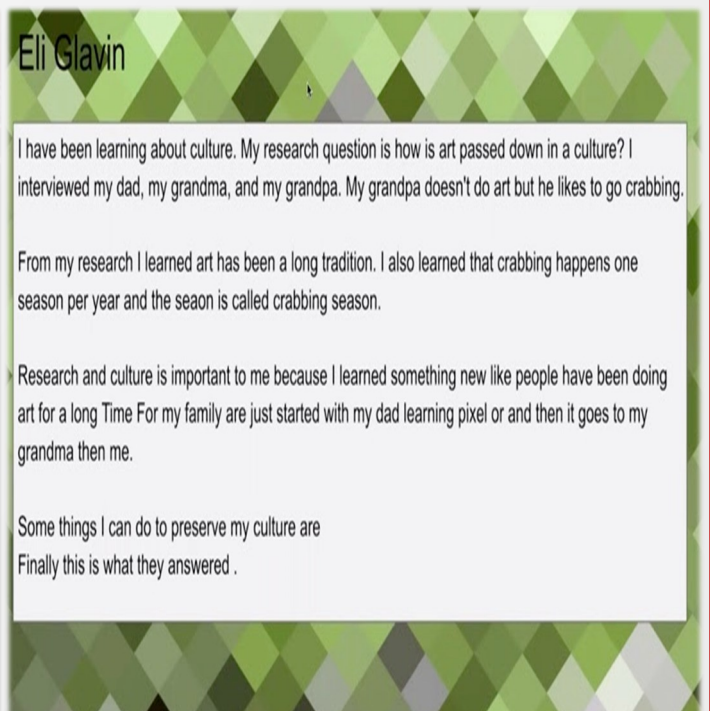 Eli Glavin
I have been learning about culture. My research question is how is art passed down in a culture? I
interviewed my dad, my grandma, and my grandpa. My grandpa doesn't do art but he likes to go crabbing.
From my research I learned art has been a long tradition. I also learned that crabbing happens one
season per year and the seaon is called crabbing season.
Research and culture is important to me because I learned something new like people have been doing
art for a long Time For my family are just started with my dad learning pixel or and then it goes to my
grandma then me.
Some things I can do to preserve my culture are
Finally this is what they answered .